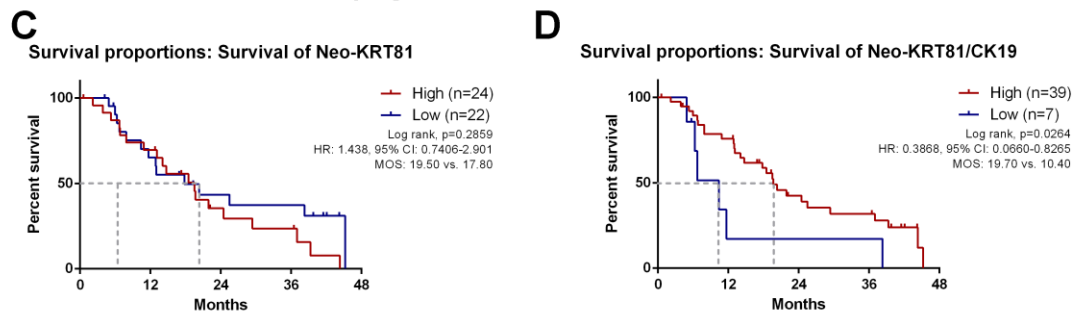 C
Survival proportions: Survival of Neo-KRT81
High (n=24)
Low (n=22)
Log rank, p=0.2859
HR: 1.438, 95% CI: 0.7406-2.901
MOS: 19.50 vs. 17.80
Percent survival
100
50
0
0 12 24 36 48
Months
D
Survival proportions: Survival of Neo-KRT81/CK19
High (n=39)
Low (n=7)
Log rank, p=0.0264
HR: 0.3868, 95% CI: 0.0660-0.8265
MOS: 19.70 vs. 10.40
Percent survival
100
50
0
0 12 24 36 48
Months